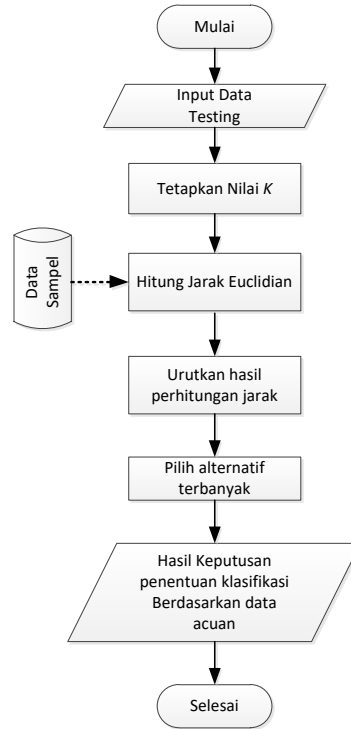 Mulai
Input Data
Testing
Tetapkan Nilai K
Data
Sampel
Hitung Jarak Euclidian
Urutkan hasil
perhitungan jarak
Pilih alternatif
terbanyak
Hasil Keputusan
penentuan klasifikasi
Berdasarkan data
acuan
Selesai